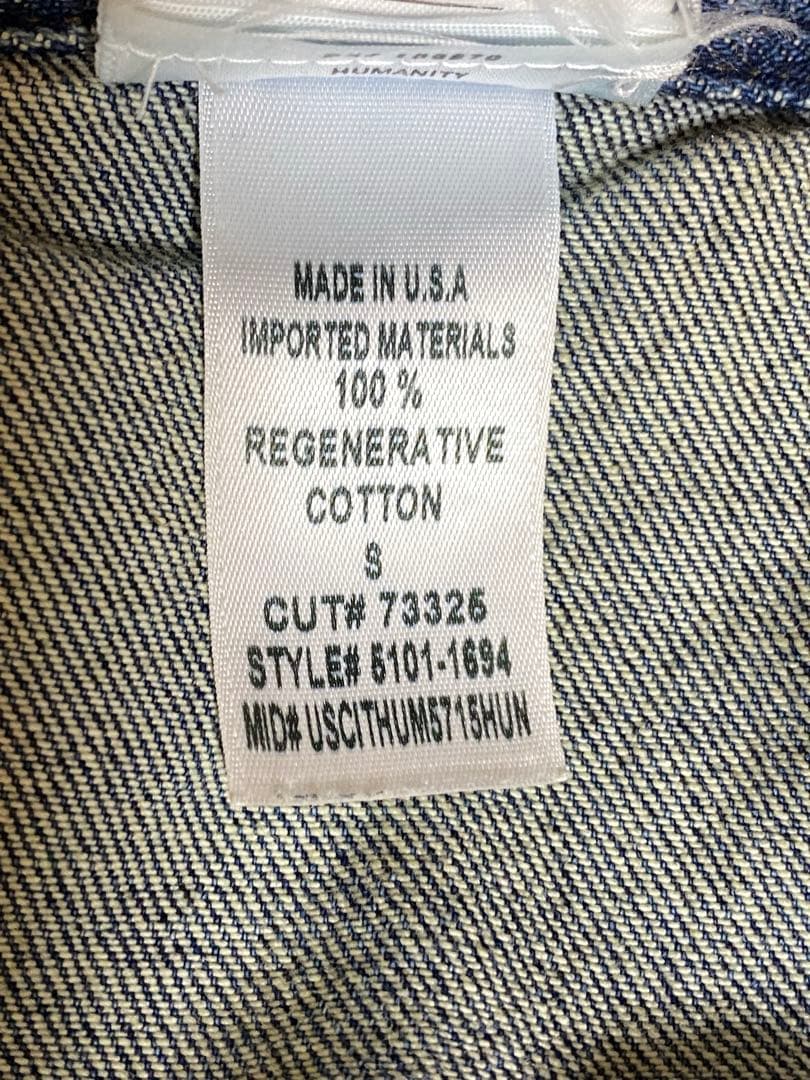 HUMANITY
MADE IN U.S.A
IMPORTED MATERIALS
100 %
REGENERATIVE
COTTON
S
CUT# 73326
STYLE# 5101-1694
MID# USCITHUM5715HUN